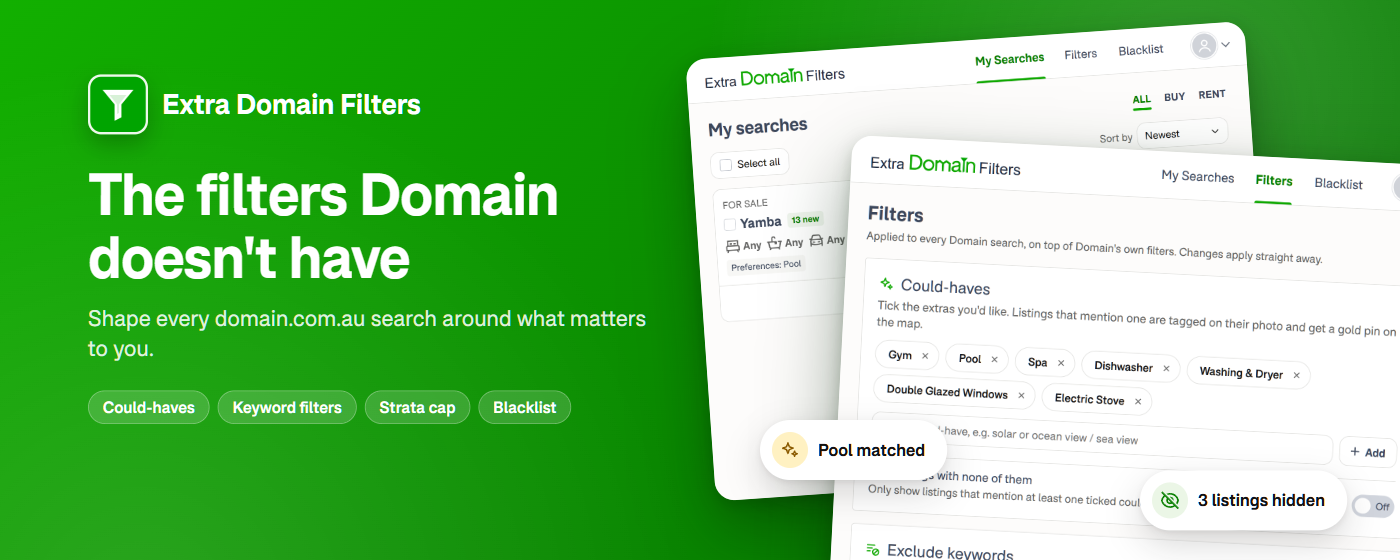 Extra Domain Filters
The filters Domain
doesn't have
Shape every domain.com.au search around what matters
to you.
Could-haves
Keyword filters
Strata cap
Blacklist
Extra Domain Filters
My Searches
Filters
Blacklist
My searches
ALL
BUY
RENT
Sort by
Newest
Select all
FOR SALE
Yamba
13 new
Any
Any
Any
Preferences: Pool
Extra Domain Filters
My Searches
Filters
Blacklist
Filters
Applied to every Domain search, on top of Domain's own filters. Changes apply straight away.
Could-haves
Tick the extras you'd like. Listings that mention one are tagged on their photo and get a gold pin on
the map.
Gym ×
Pool ×
Spa ×
Dishwasher ×
Washing & Dryer ×
Double Glazed Windows ×
Electric Stove ×
-have, e.g. solar or ocean view / sea view
+ Add
with none of them
Only show listings that mention at least one ticked
Off
Pool matched
3 listings hidden
Exclude keywords